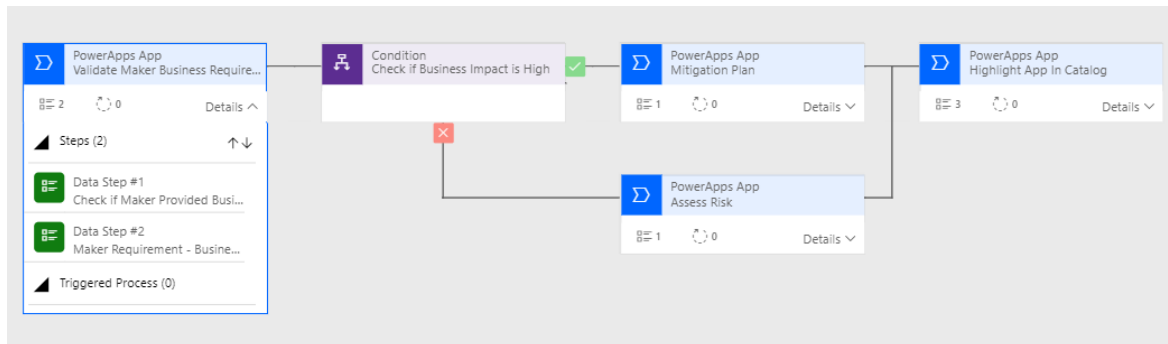 PowerApps App
Validate Maker Business Require...
2 0 Details
Steps (2)
Data Step #1
Check if Maker Provided Busi...
Data Step #2
Maker Requirement - Busine...
Triggered Process (0)
Condition
Check if Business Impact is High
PowerApps App
Mitigation Plan
1 0 Details
PowerApps App
Assess Risk
1 0 Details
PowerApps App
Highlight App In Catalog
3 0 Details